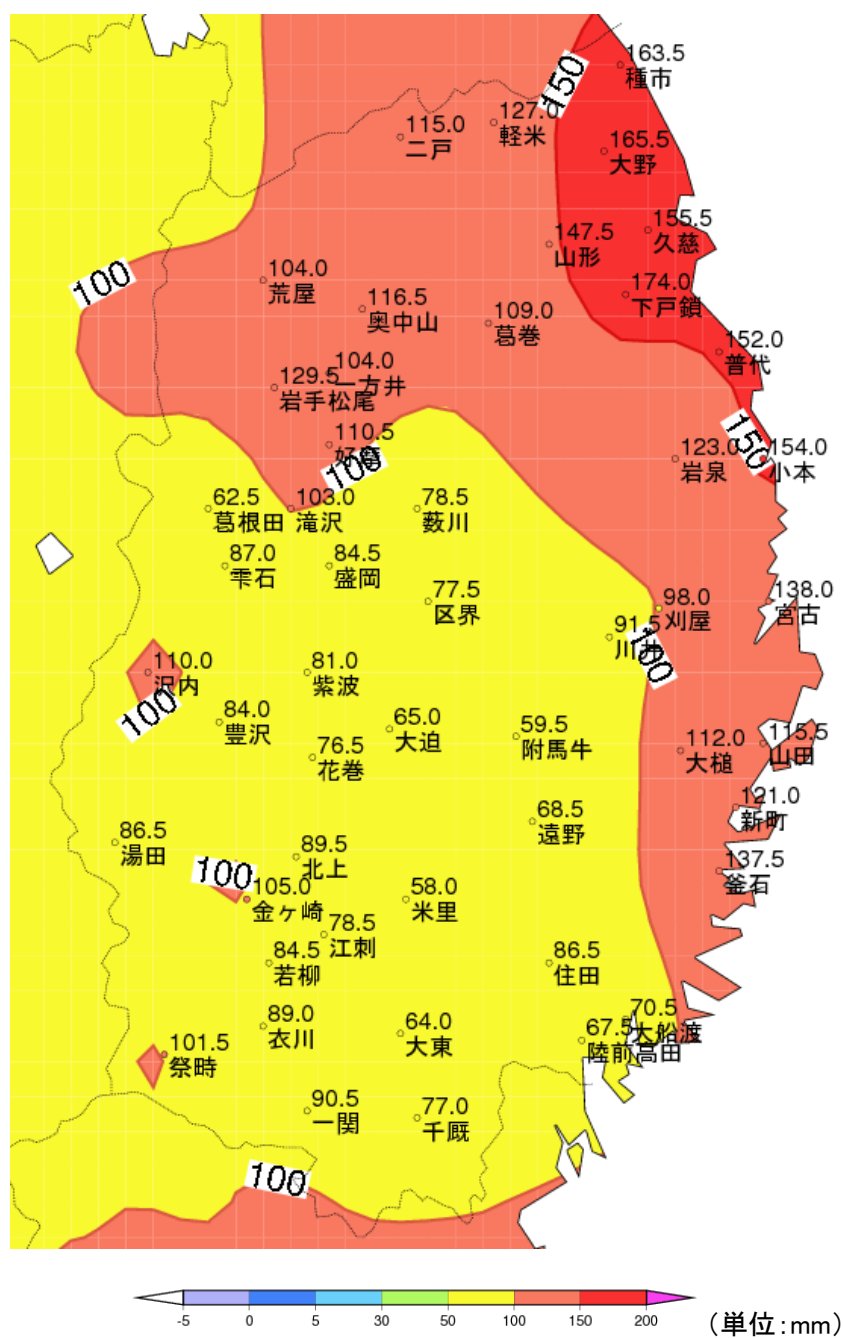 163.5
種市
150
127.0
軽米
115.0
二戸
165.5
大野
155.5
久慈
147.5
山形
174.0
下戸鎖
100
104.0
荒屋
116.5
奥中山
109.0
葛巻
152.0
普代
104.0
一方井
129.5
岩手松尾
110.5
100
150
123.0
岩泉
154.0
小本
62.5
葛根田
103.0
滝沢
78.5
薮川
87.0
雫石
84.5
盛岡
77.5
区界
98.0
刈屋
138.0
宮古
91.5
川井
100
110.0
沢内
100
81.0
紫波
84.0
豊沢
65.0
大迫
59.5
附馬牛
112.0
大槌
115.5
山田
76.5
花巻
121.0
新町
68.5
遠野
86.5
湯田
89.5
北上
137.5
釜石
100
105.0
金ヶ崎
58.0
米里
78.5
江刺
84.5
若柳
86.5
住田
89.0
衣川
64.0
大東
70.5
大船渡
67.5
陸前高田
101.5
祭時
90.5
一関
77.0
千厩
100
-5 0 5 30 50 100 150 200
(単位:mm)